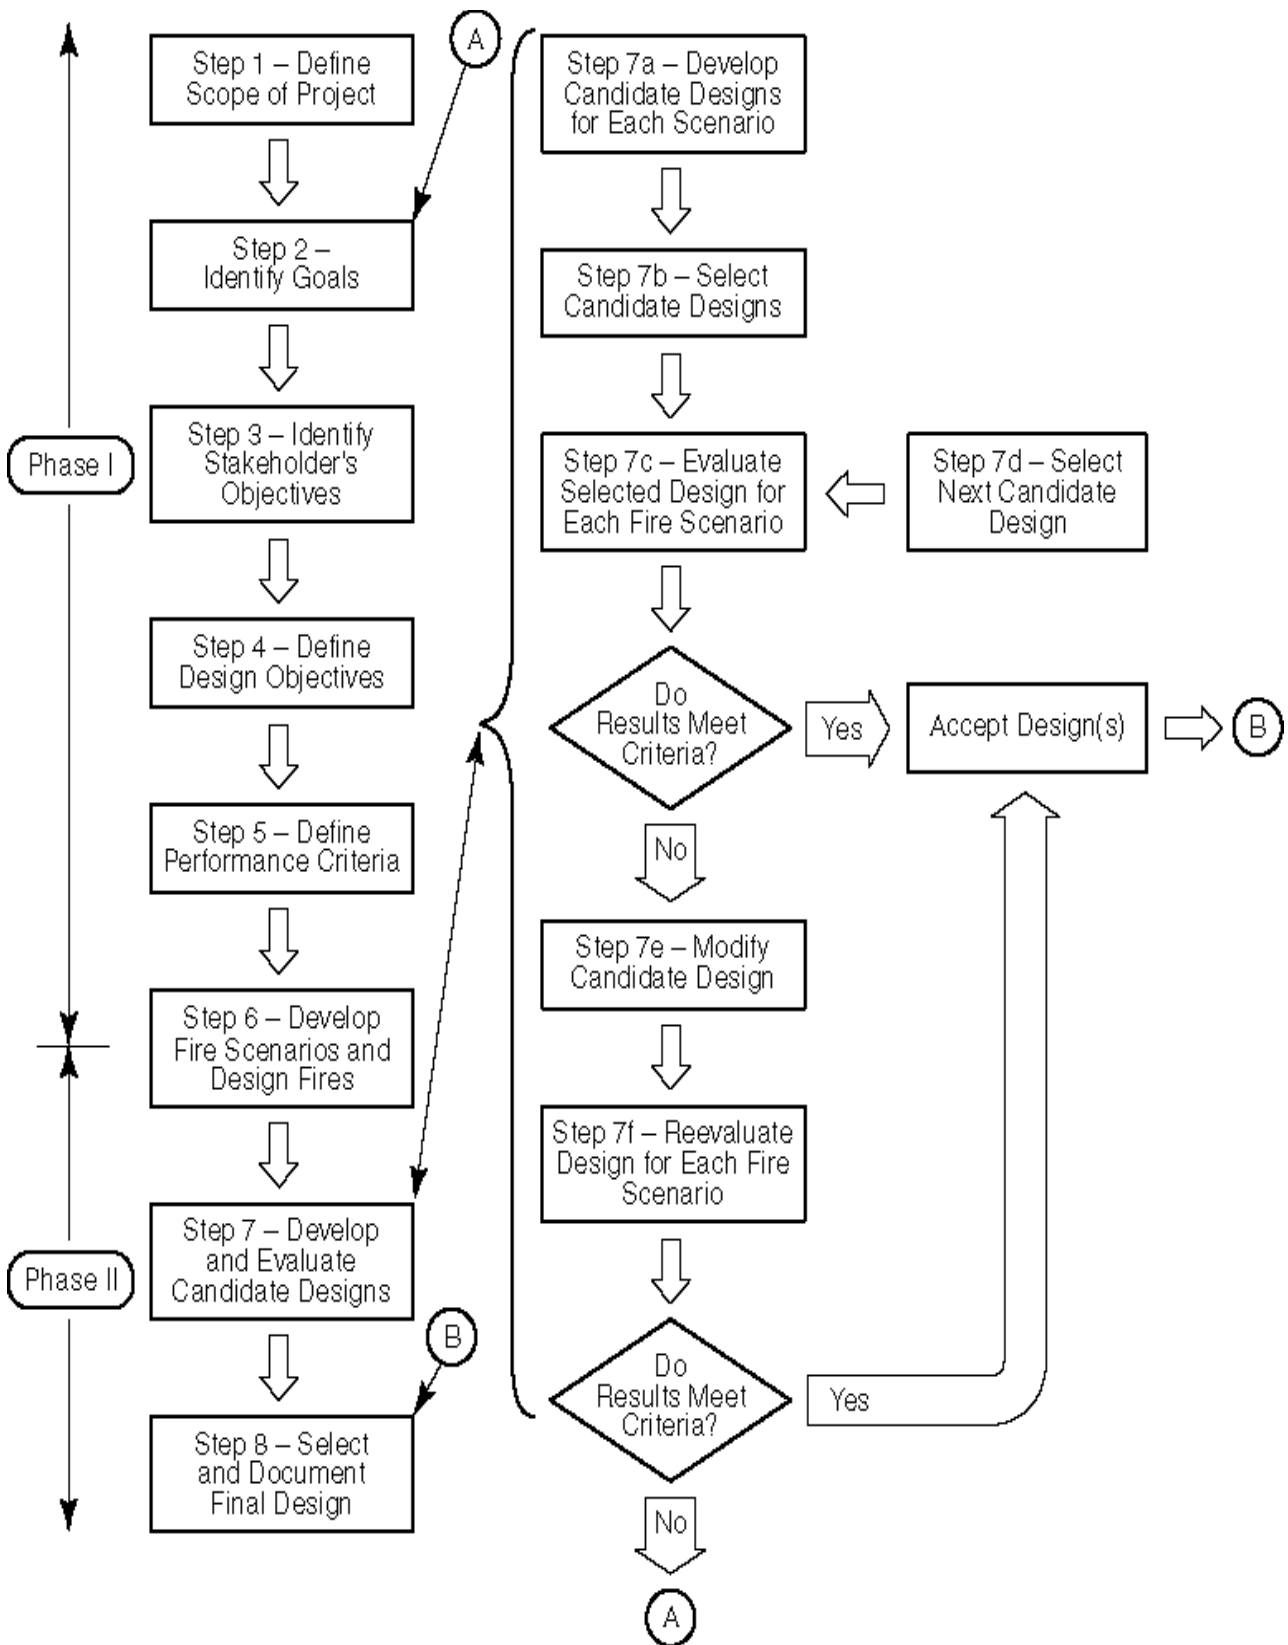 A
Step 1 – Define
Scope of Project
Step 2 –
Identify Goals
Step 3 – Identify
Stakeholder's
Objectives
Phase I
Step 4 – Define
Design Objectives
Step 5 – Define
Performance Criteria
Step 6 – Develop
Fire Scenarios and
Design Fires
Step 7 – Develop
and Evaluate
Candidate Designs
Phase II
B
Step 8 – Select
and Document
Final Design
Step 7a – Develop
Candidate Designs
for Each Scenario
Step 7b – Select
Candidate Designs
Step 7c – Evaluate
Selected Design for
Each Fire Scenario
Step 7d – Select
Next Candidate
Design
Do
Results Meet
Criteria?
Yes
Accept Design(s)
B
No
Step 7e – Modify
Candidate Design
Step 7f – Reevaluate
Design for Each Fire
Scenario
Do
Results Meet
Criteria?
Yes
No
A